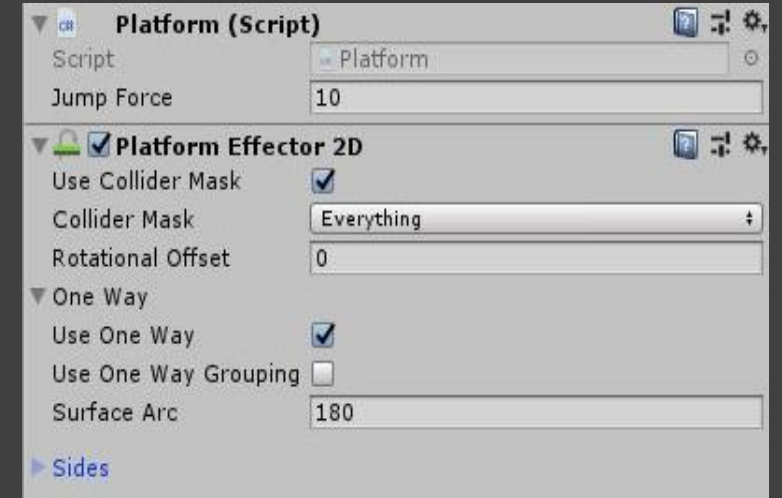 Platform (Script)
Script Platform
Jump Force 10
Platform Effector 2D
Use Collider Mask
Collider Mask Everything
Rotational Offset 0
One Way
Use One Way
Use One Way Grouping
Surface Arc 180
Sides